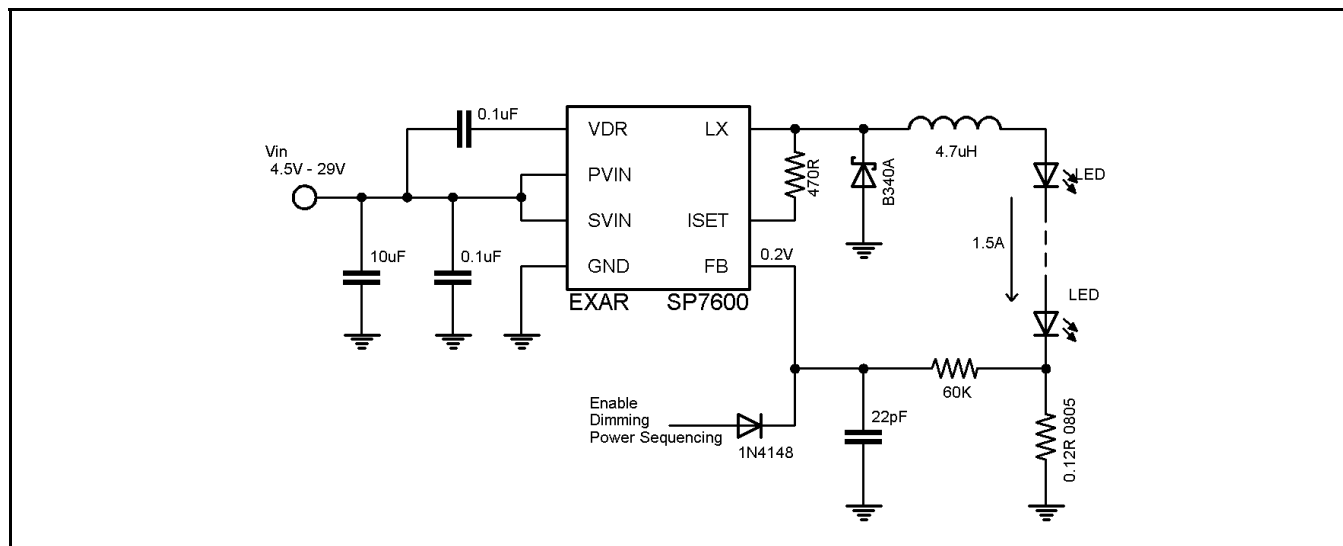 0.1uF
Vin
4.5V - 29V
10uF
0.1uF
VDR
LX
PVIN
SVIN
ISET
GND
FB
EXAR
SP7600
470R
B340A
4.7uH
LED
1.5A
LED
0.2V
60K
22pF
0.12R 0805
Enable
Dimming
Power Sequencing
1N4148